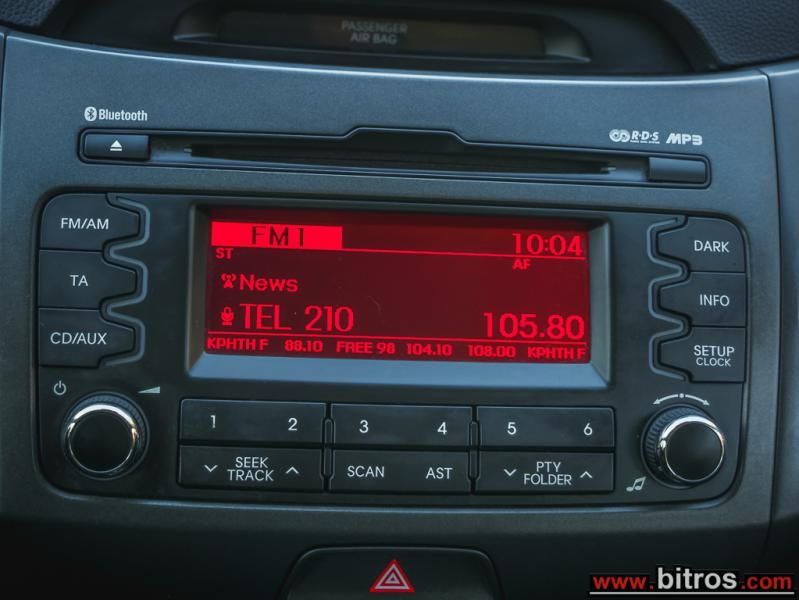 PASSENGER
AIR BAG
Bluetooth
R·D·S MP3
FM/AM
TA
CD/AUX
FM1 10:04
ST AF
News
TEL 210 105.80
KPHTH F 88.10 FREE 98 104.10 108.00 KPHTH F
DARK
INFO
SETUP
CLOCK
1 2 3 4 5 6
SEEK
TRACK
SCAN AST
PTY
FOLDER
www.bitros.com